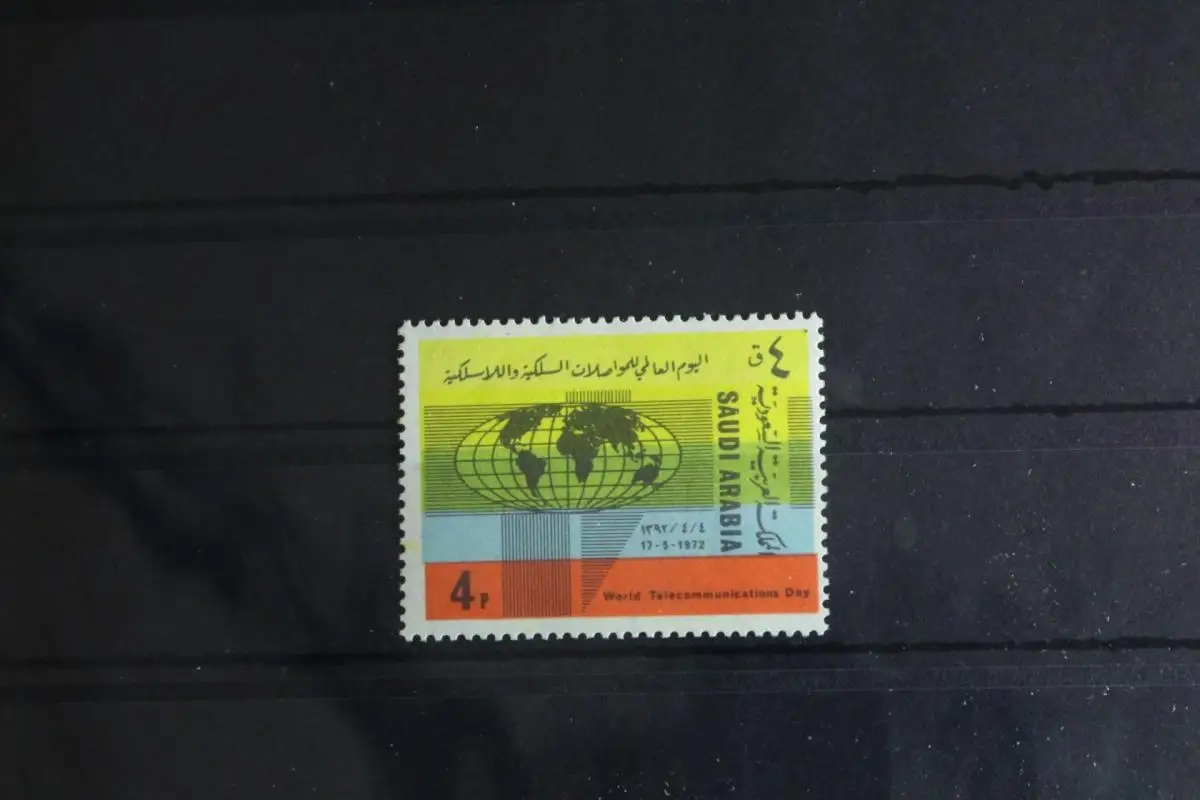 ٤ ق
اليوم العالمي للمواصلات السلكية واللاسلكية
المملكة العربية السعودية
SAUDI ARABIA
١٣٩٢/٤/٤
17-5-1972
4 P
World Telecommunications Day